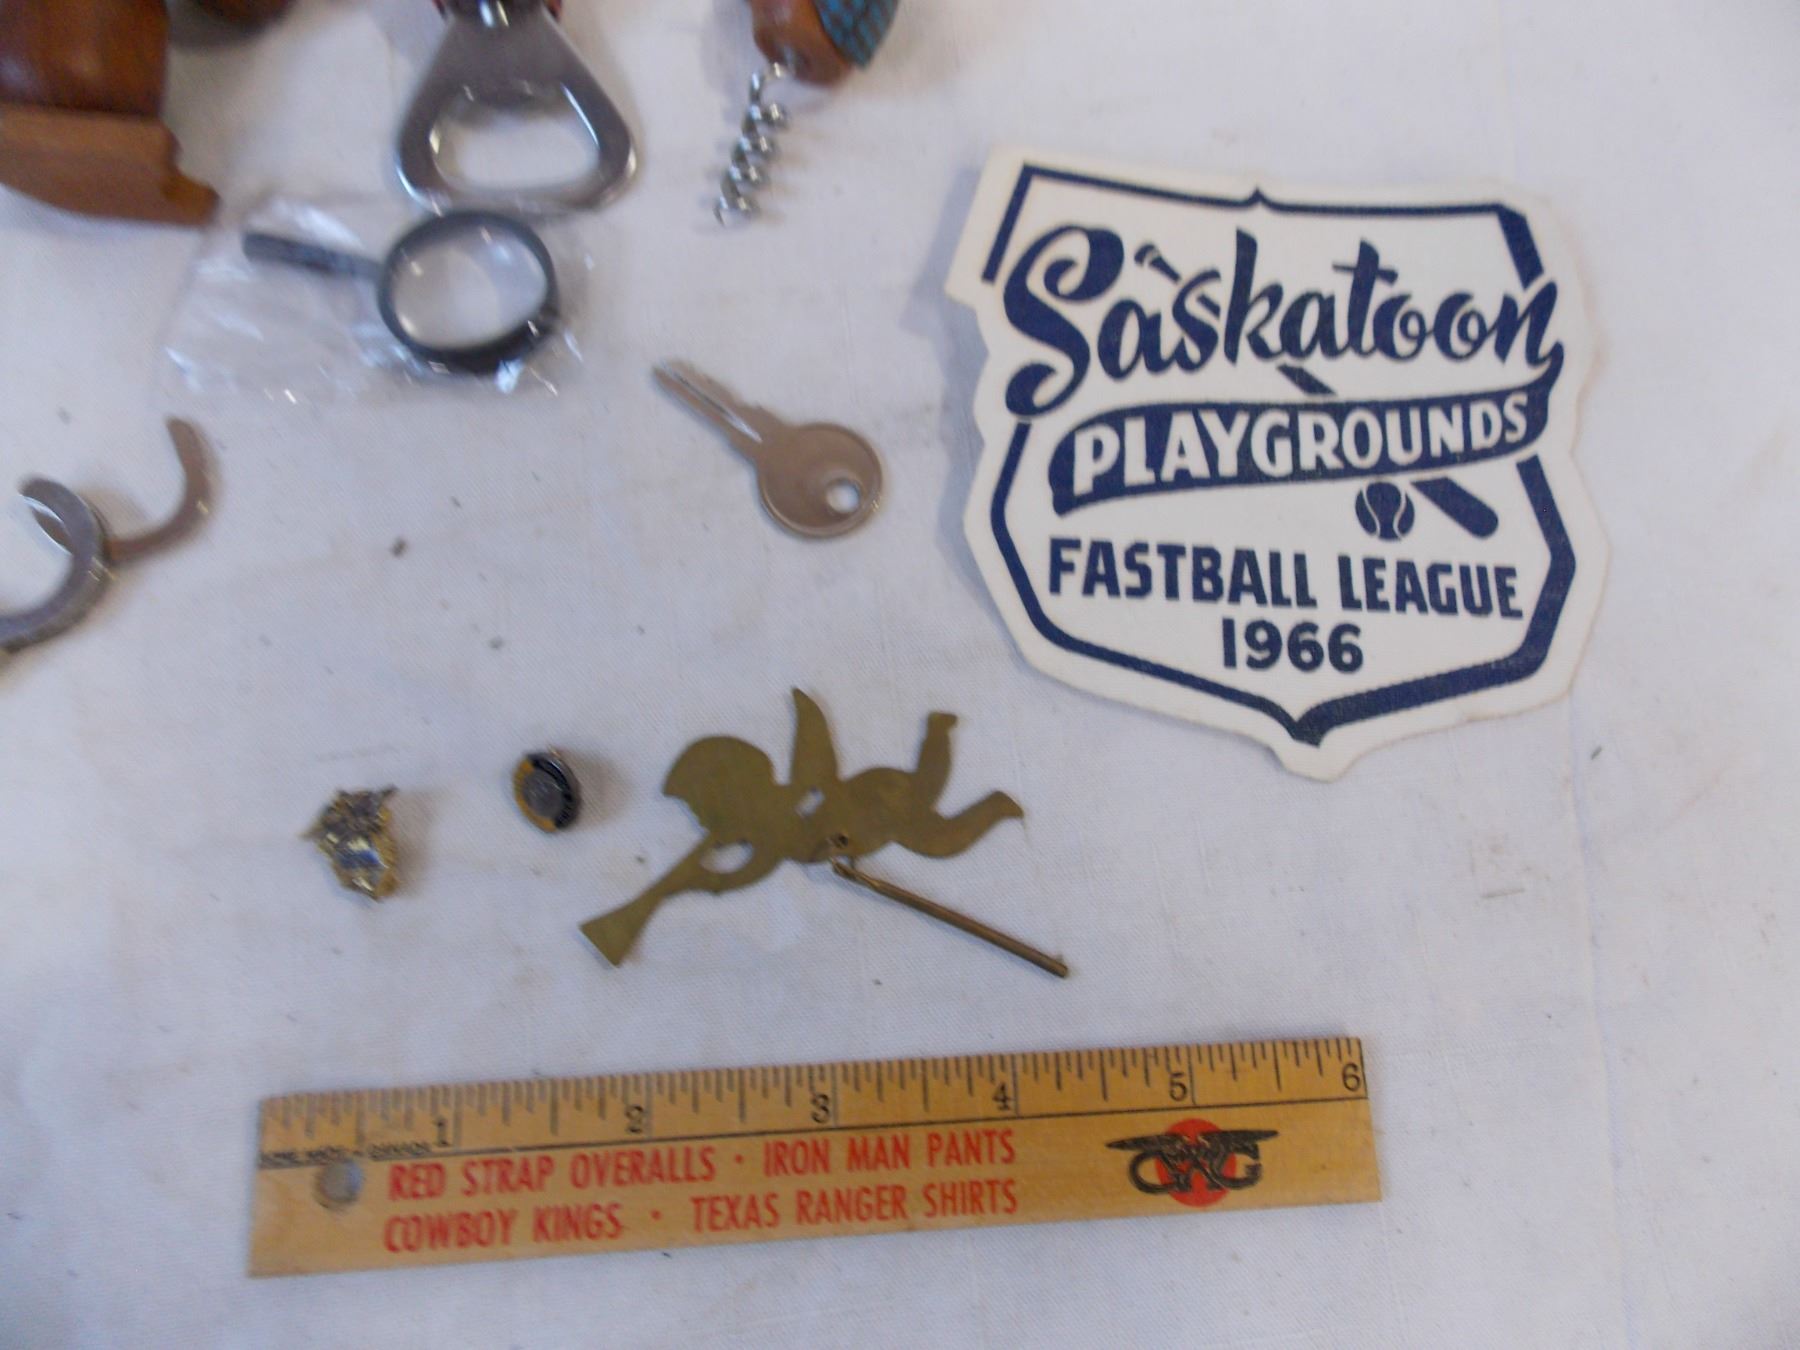 Saskatoon
PLAYGROUNDS
FASTBALL LEAGUE
1966
1 2 3 4 5 6
RED STRAP OVERALLS · IRON MAN PANTS
COWBOY KINGS · TEXAS RANGER SHIRTS
GWG